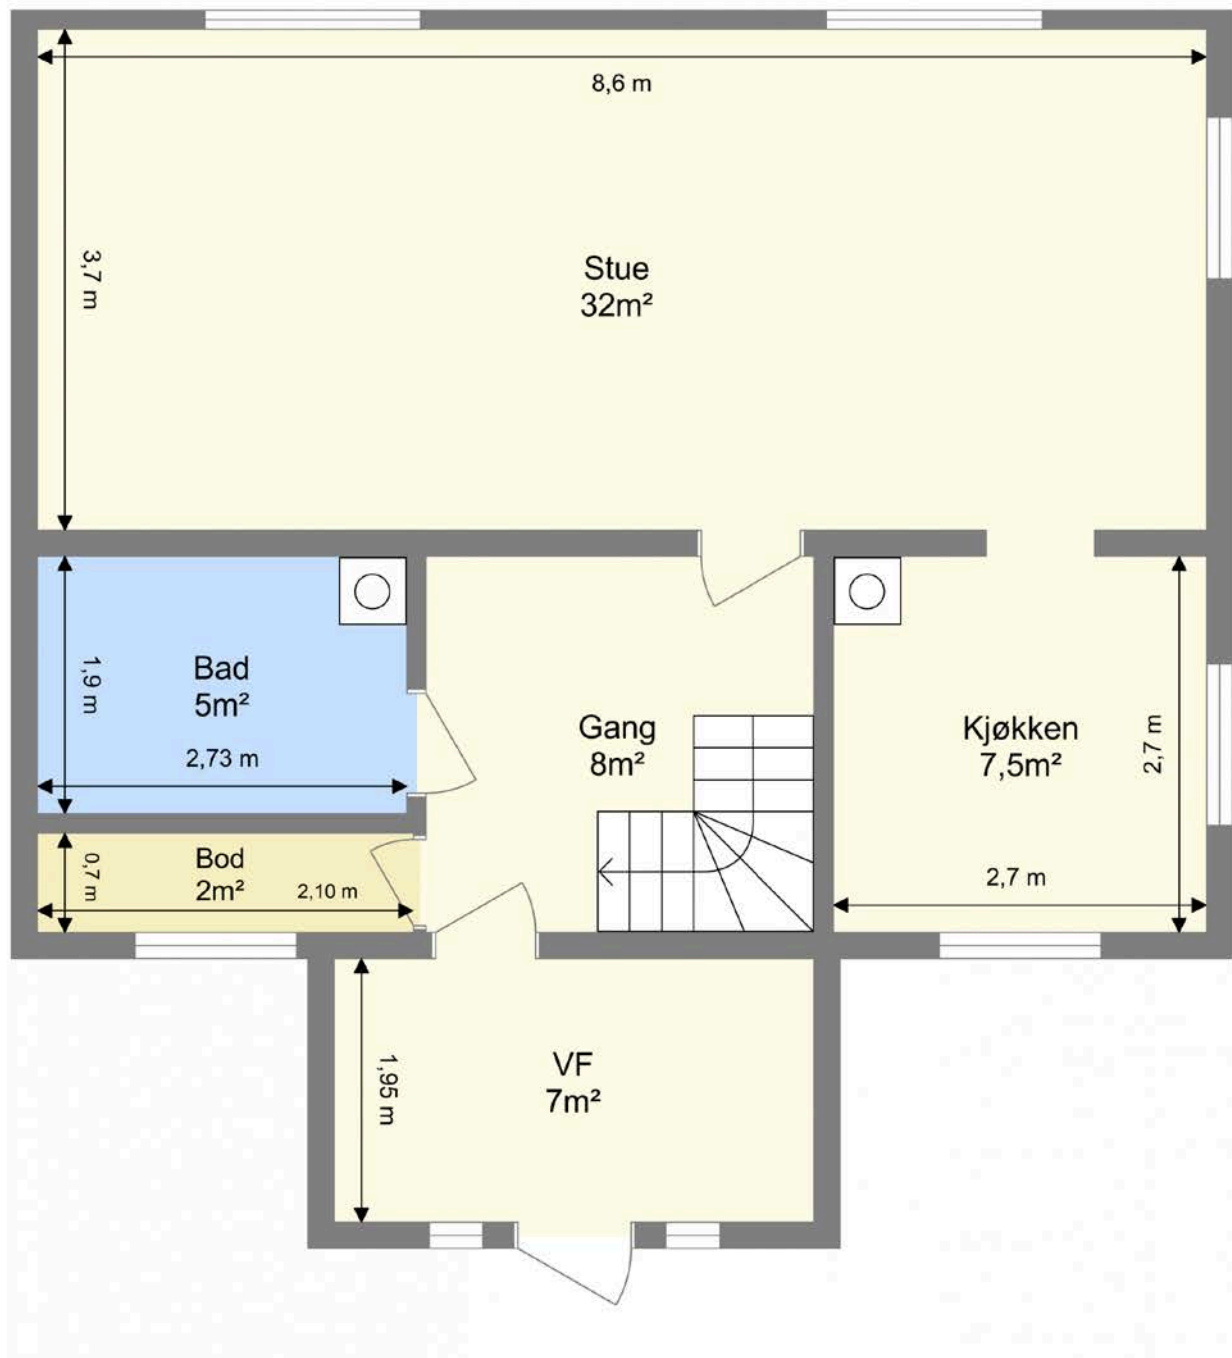 8,6 m
3,7 m
Stue
32m²
1,9 m
Bad
5m²
2,73 m
Gang
8m²
Kjøkken
7,5m²
2,7 m
2,7 m
0,7 m
Bod
2m²
2,10 m
1,95 m
VF
7m²